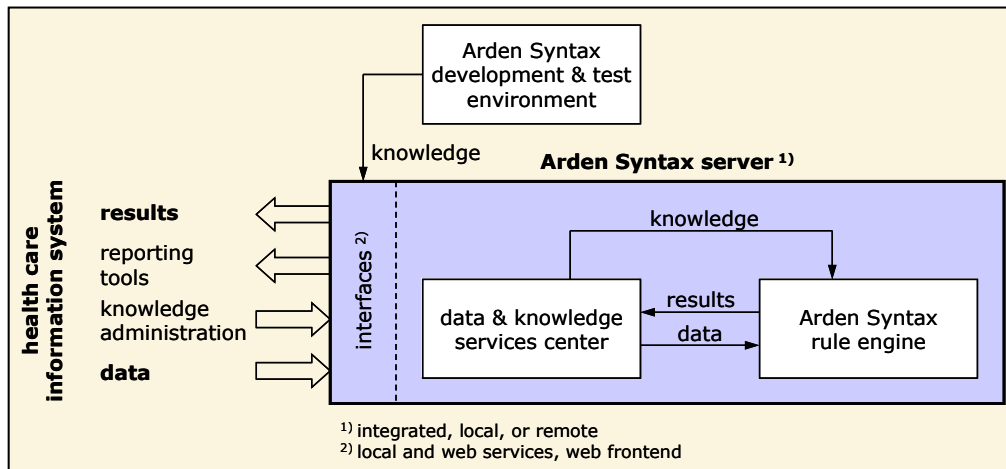 Arden Syntax
development & test
environment
knowledge
Arden Syntax server 1)
health care
information system
results
reporting
tools
knowledge
administration
data
interfaces 2)
knowledge
data & knowledge
services center
results
data
Arden Syntax
rule engine
1) integrated, local, or remote
2) local and web services, web frontend